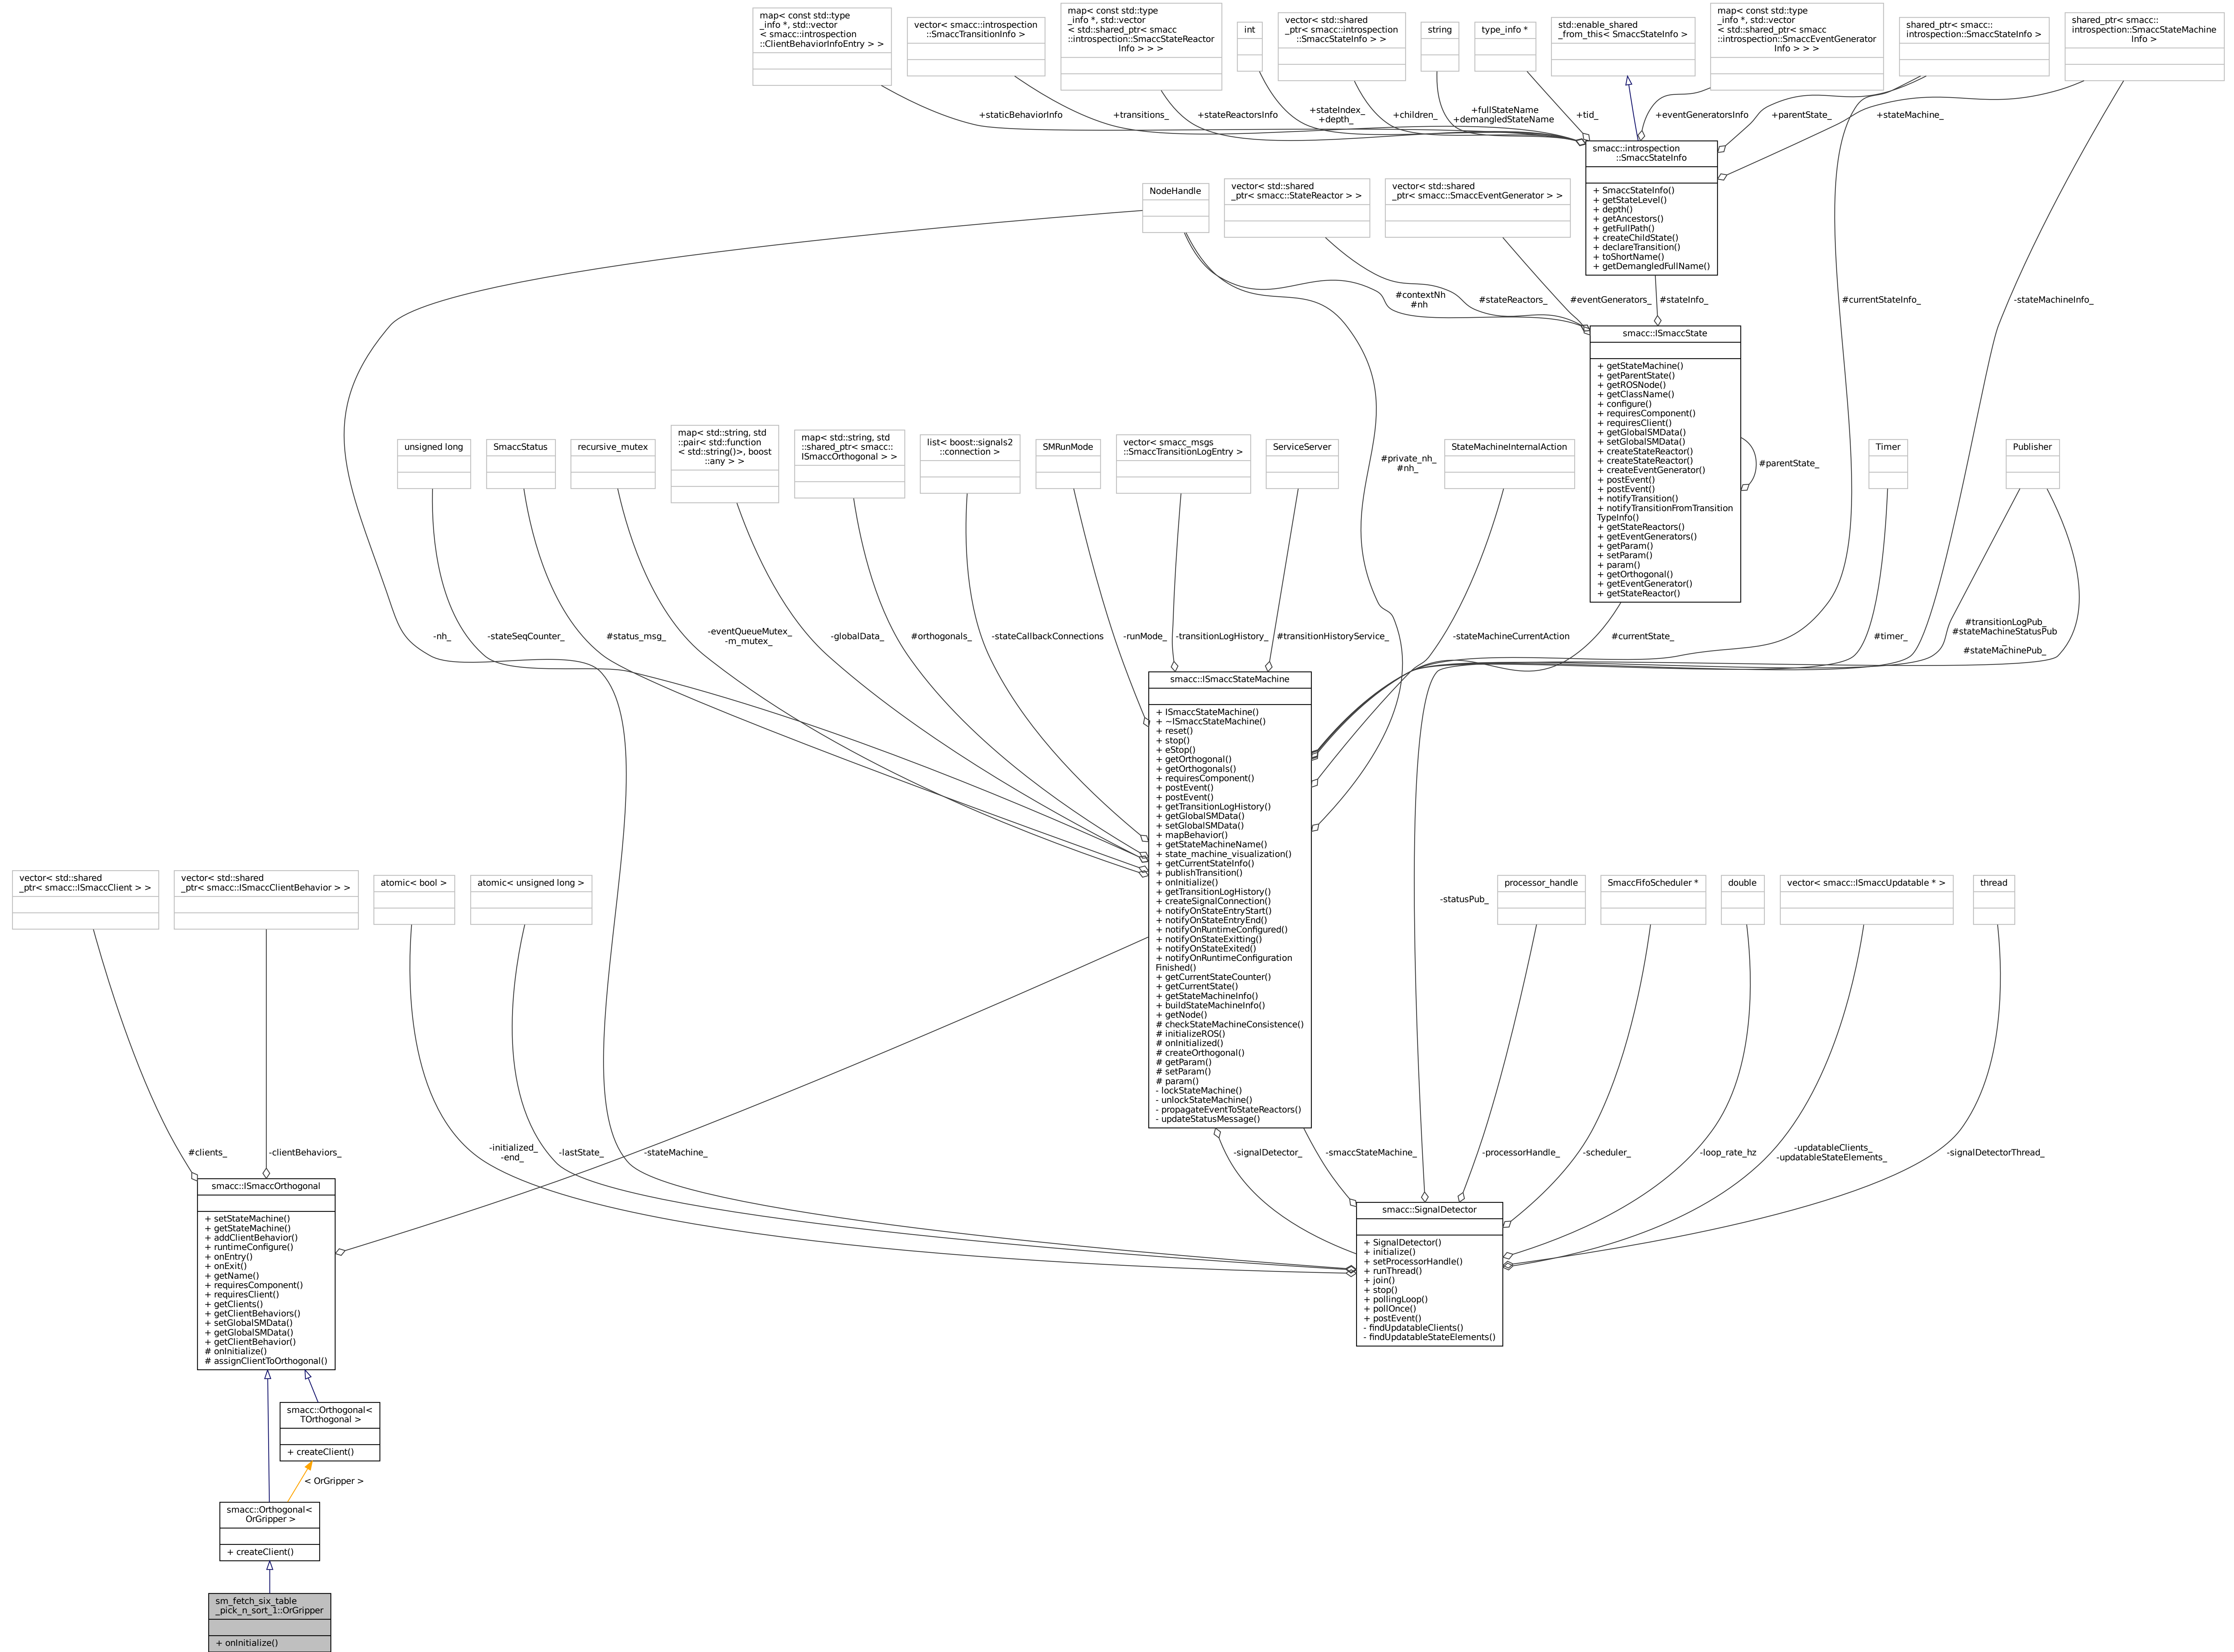 map< const std::type
_info *, std::vector
< smacc::introspection
::ClientBehaviorInfoEntry > >
vector< smacc::introspection
::SmaccTransitionInfo >
map< const std::type
_info *, std::vector
< std::shared_ptr< smacc
::introspection::SmaccStateReactor
Info > > >
int
vector< std::shared
_ptr< smacc::introspection
::SmaccStateInfo > >
string
type_info *
std::enable_shared
_from_this< SmaccStateInfo >
map< const std::type
_info *, std::vector
< std::shared_ptr< smacc
::introspection::SmaccEventGenerator
Info > > >
shared_ptr< smacc::
introspection::SmaccStateInfo >
shared_ptr< smacc::
introspection::SmaccStateMachine
Info >
+staticBehaviorInfo
+transitions_
+stateReactorsInfo
+stateIndex_
+depth_
+children_
+fullStateName
+demangledStateName
+tid_
+eventGeneratorsInfo
+parentState_
+stateMachine_
smacc::introspection
::SmaccStateInfo
+ SmaccStateInfo()
+ getStateLevel()
+ depth()
+ getAncestors()
+ getFullPath()
+ createChildState()
+ declareTransition()
+ toShortName()
+ getDemangledFullName()
NodeHandle
vector< std::shared
_ptr< smacc::StateReactor > >
vector< std::shared
_ptr< smacc::SmaccEventGenerator > >
#contextNh
#nh
#stateReactors_
#eventGenerators_
#stateInfo_
#currentStateInfo_
-stateMachineInfo_
smacc::ISmaccState
+ getStateMachine()
+ getParentState()
+ getROSNode()
+ getClassName()
+ configure()
+ requiresComponent()
+ requiresClient()
+ getGlobalSMData()
+ setGlobalSMData()
+ createStateReactor()
+ createStateReactor()
+ createEventGenerator()
+ postEvent()
+ postEvent()
+ notifyTransition()
+ notifyTransitionFromTransition
TypeInfo()
+ getStateReactors()
+ getEventGenerators()
+ getParam()
+ setParam()
+ param()
+ getOrthogonal()
+ getEventGenerator()
+ getStateReactor()
#parentState_
unsigned long
SmaccStatus
recursive_mutex
map< std::string, std
::pair< std::function
< std::string()>, boost
::any > >
map< std::string, std
::shared_ptr< smacc::
ISmaccOrthogonal > >
list< boost::signals2
::connection >
SMRunMode
vector< smacc_msgs
::SmaccTransitionLogEntry >
ServiceServer
#private_nh_
#nh_
StateMachineInternalAction
Timer
Publisher
-nh_
-stateSeqCounter_
#status_msg_
-eventQueueMutex_
-m_mutex_
-globalData_
#orthogonals_
-stateCallbackConnections
-runMode_
-transitionLogHistory_
#transitionHistoryService_
-stateMachineCurrentAction
#currentState_
#timer_
#transitionLogPub_
#stateMachineStatusPub
_
#stateMachinePub_
smacc::ISmaccStateMachine
+ ISmaccStateMachine()
+ ~ISmaccStateMachine()
+ reset()
+ stop()
+ eStop()
+ getOrthogonal()
+ getOrthogonals()
+ requiresComponent()
+ postEvent()
+ postEvent()
+ getTransitionLogHistory()
+ getGlobalSMData()
+ setGlobalSMData()
+ mapBehavior()
+ getStateMachineName()
+ state_machine_visualization()
+ getCurrentStateInfo()
+ publishTransition()
+ onInitialize()
+ getTransitionLogHistory()
+ createSignalConnection()
+ notifyOnStateEntryStart()
+ notifyOnStateEntryEnd()
+ notifyOnRuntimeConfigured()
+ notifyOnStateExitting()
+ notifyOnStateExited()
+ notifyOnRuntimeConfiguration
Finished()
+ getCurrentStateCounter()
+ getCurrentState()
+ getStateMachineInfo()
+ buildStateMachineInfo()
+ getNode()
# checkStateMachineConsistence()
# initializeROS()
# onInitialized()
# createOrthogonal()
# getParam()
# setParam()
# param()
- lockStateMachine()
- unlockStateMachine()
- propagateEventToStateReactors()
- updateStatusMessage()
vector< std::shared
_ptr< smacc::ISmaccClient > >
vector< std::shared
_ptr< smacc::ISmaccClientBehavior > >
atomic< bool >
atomic< unsigned long >
-statusPub_
processor_handle
SmaccFifoScheduler *
double
vector< smacc::ISmaccUpdatable * >
thread
#clients_
-clientBehaviors_
-initialized_
-end_
-lastState_
-stateMachine_
-signalDetector_
-smaccStateMachine_
-processorHandle_
-scheduler_
-loop_rate_hz
-updatableClients_
-updatableStateElements_
-signalDetectorThread_
smacc::ISmaccOrthogonal
+ setStateMachine()
+ getStateMachine()
+ addClientBehavior()
+ runtimeConfigure()
+ onEntry()
+ onExit()
+ getName()
+ requiresComponent()
+ requiresClient()
+ getClients()
+ getClientBehaviors()
+ setGlobalSMData()
+ getGlobalSMData()
+ getClientBehavior()
# onInitialize()
# assignClientToOrthogonal()
smacc::SignalDetector
+ SignalDetector()
+ initialize()
+ setProcessorHandle()
+ runThread()
+ join()
+ stop()
+ pollingLoop()
+ pollOnce()
+ postEvent()
- findUpdatableClients()
- findUpdatableStateElements()
smacc::Orthogonal<
TOrthogonal >
+ createClient()
< OrGripper >
smacc::Orthogonal<
OrGripper >
+ createClient()
sm_fetch_six_table
_pick_n_sort_1::OrGripper
+ onInitialize()